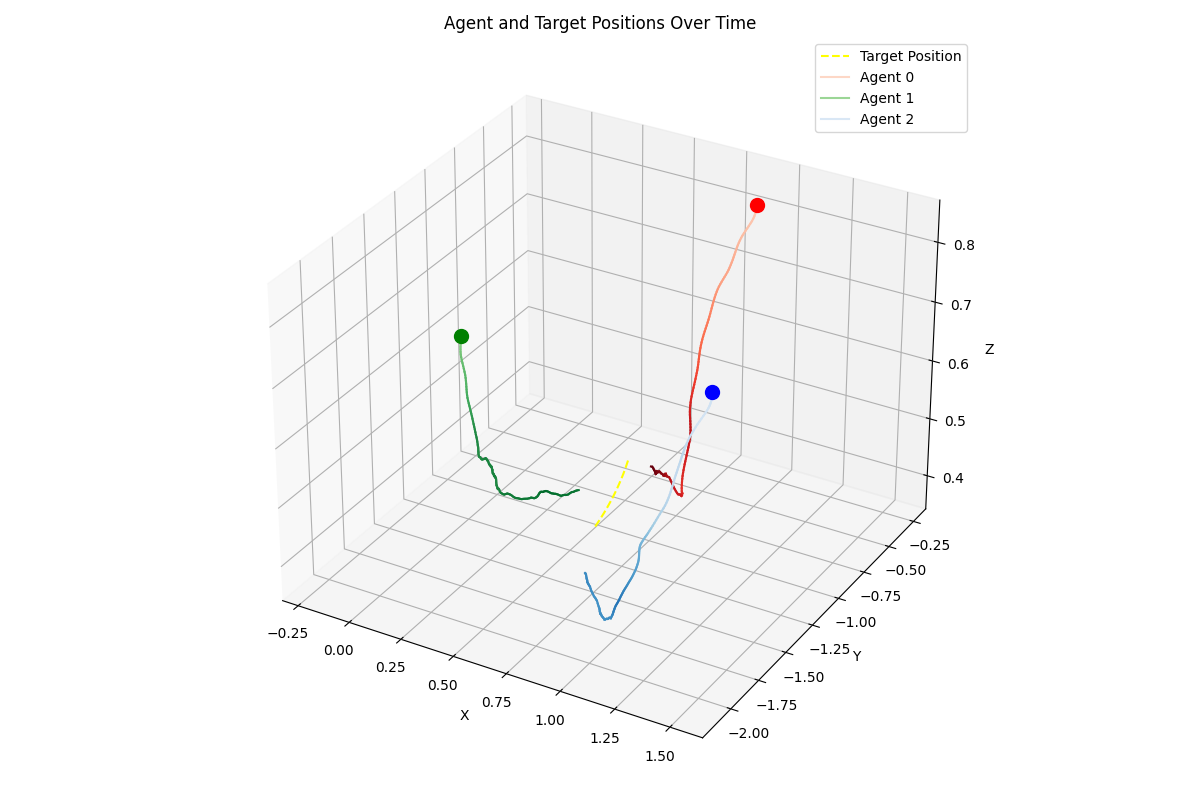 Agent and Target Positions Over Time
Target Position
Agent 0
Agent 1
Agent 2
0.8
0.7
Z
0.6
0.5
0.4
−0.25
−0.50
−0.75
−1.00
−1.25
Y
−1.50
−1.75
−2.00
−0.25
0.00
0.25
0.50
0.75
1.00
1.25
1.50
X